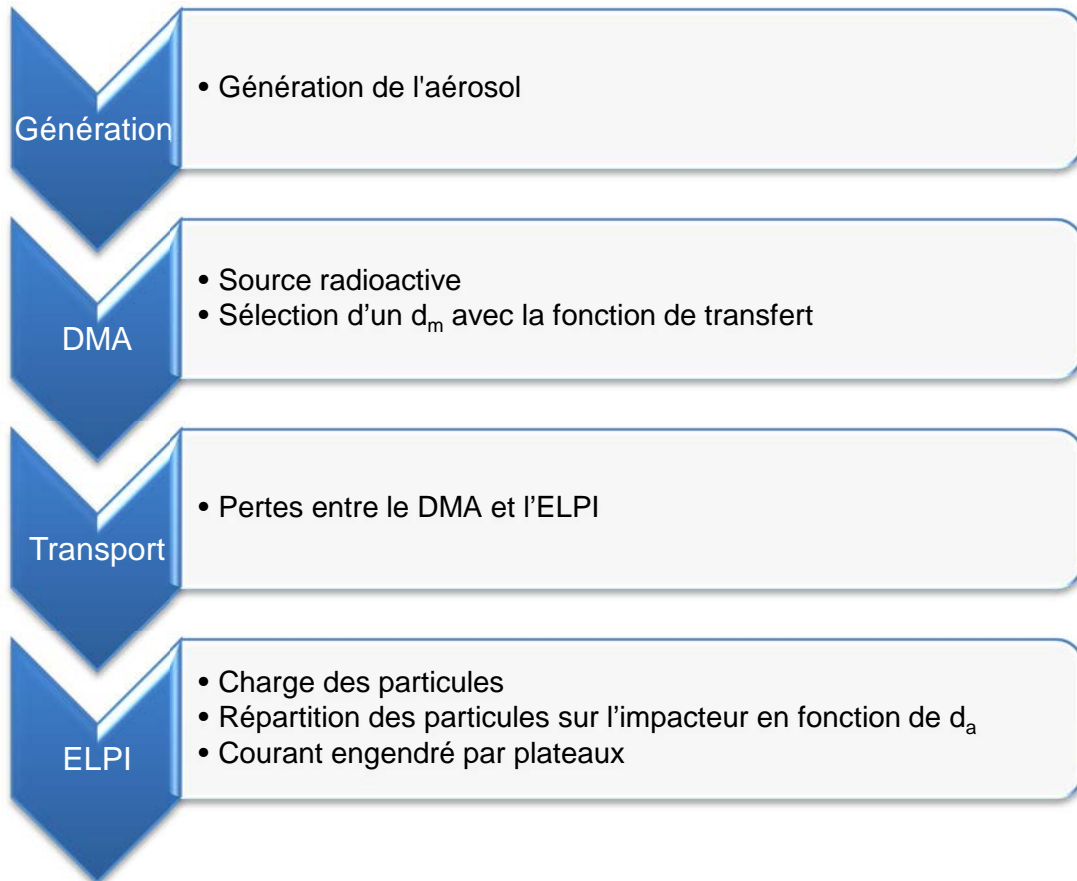 Génération
• Génération de l'aérosol
DMA
• Source radioactive
• Sélection d’un dm avec la fonction de transfert
Transport
• Pertes entre le DMA et l’ELPI
ELPI
• Charge des particules
• Répartition des particules sur l’impacteur en fonction de da
• Courant engendré par plateaux